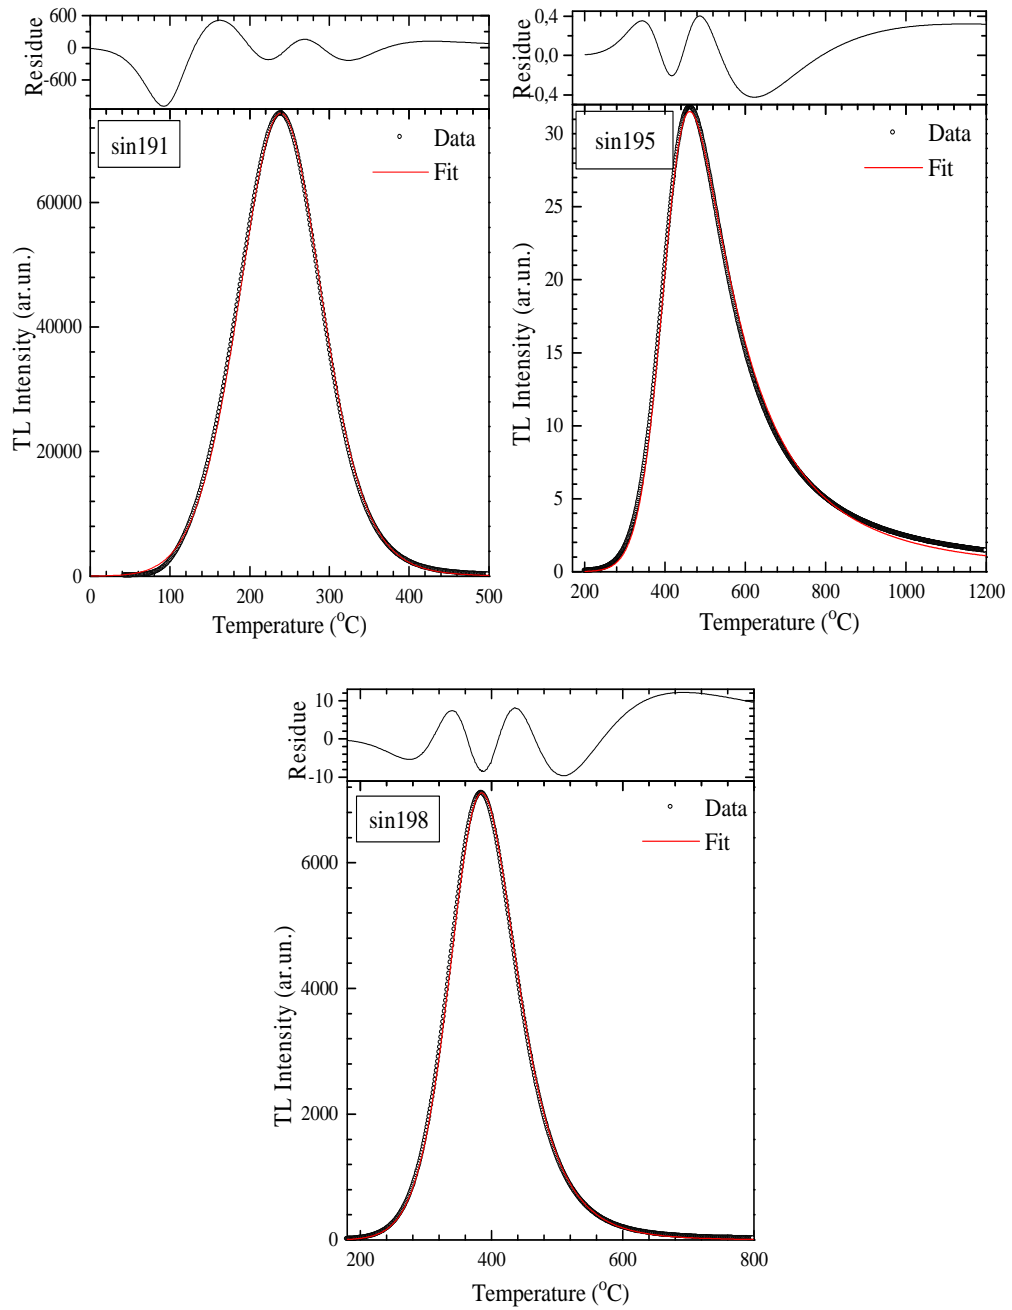 600
0
-600
Residue
sin191
Data
Fit
60000
40000
20000
0
TL Intensity (ar.un.)
0 100 200 300 400 500
Temperature (°C)
0,4
0,0
-0,4
Residue
sin195
Data
Fit
30
25
20
15
10
5
0
TL Intensity (ar.un.)
200 400 600 800 1000 1200
Temperature (°C)
10
0
-10
Residue
sin198
Data
Fit
6000
4000
2000
0
TL Intensity (ar.un.)
200 400 600 800
Temperature (°C)